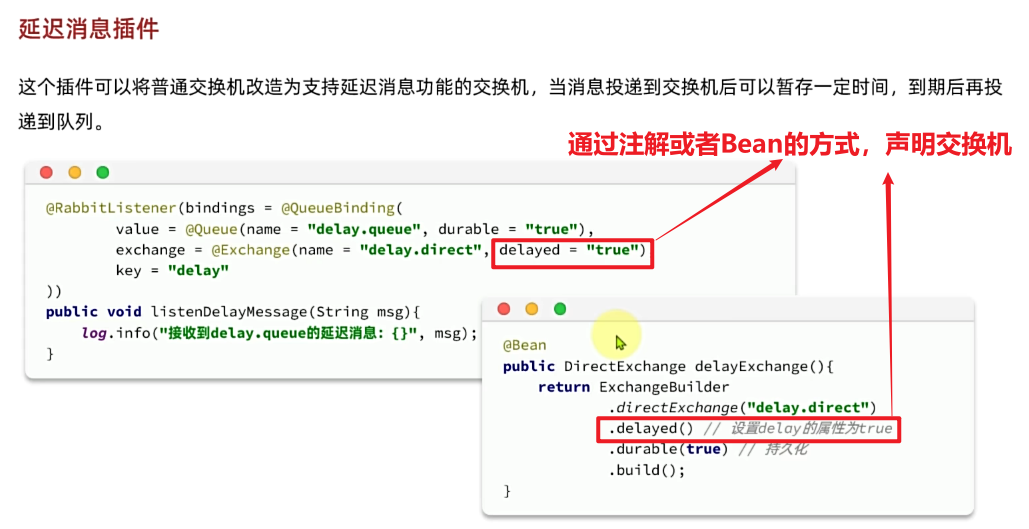 延迟消息插件
这个插件可以将普通交换机改造为支持延迟消息功能的交换机，当消息投递到交换机后可以暂存一定时间，到期后再投
递到队列。
通过注解或者Bean的方式，声明交换机
@RabbitListener(bindings = @QueueBinding(
        value = @Queue(name = "delay.queue", durable = "true"),
        exchange = @Exchange(name = "delay.direct", delayed = "true")
        key = "delay"
))
public void listenDelayMessage(String msg){
    log.info("接收到delay.queue的延迟消息：{}", msg);
}
@Bean
public DirectExchange delayExchange(){
    return ExchangeBuilder
            .directExchange("delay.direct")
            .delayed() // 设置delay的属性为true
            .durable(true) // 持久化
            .build();
}